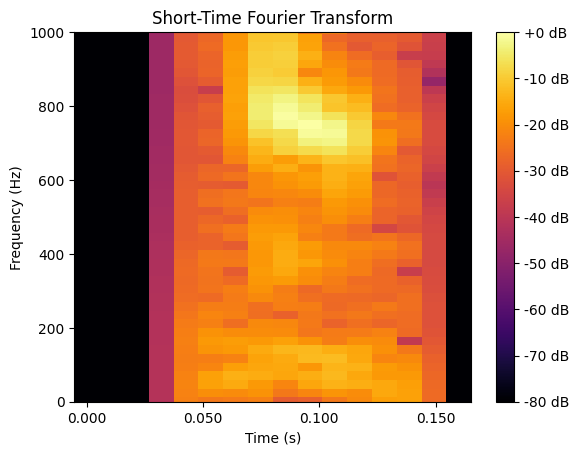 Short-Time Fourier Transform
1000
800
600
400
200
0
Frequency (Hz)
0.000
0.050
0.100
0.150
Time (s)
+0 dB
-10 dB
-20 dB
-30 dB
-40 dB
-50 dB
-60 dB
-70 dB
-80 dB